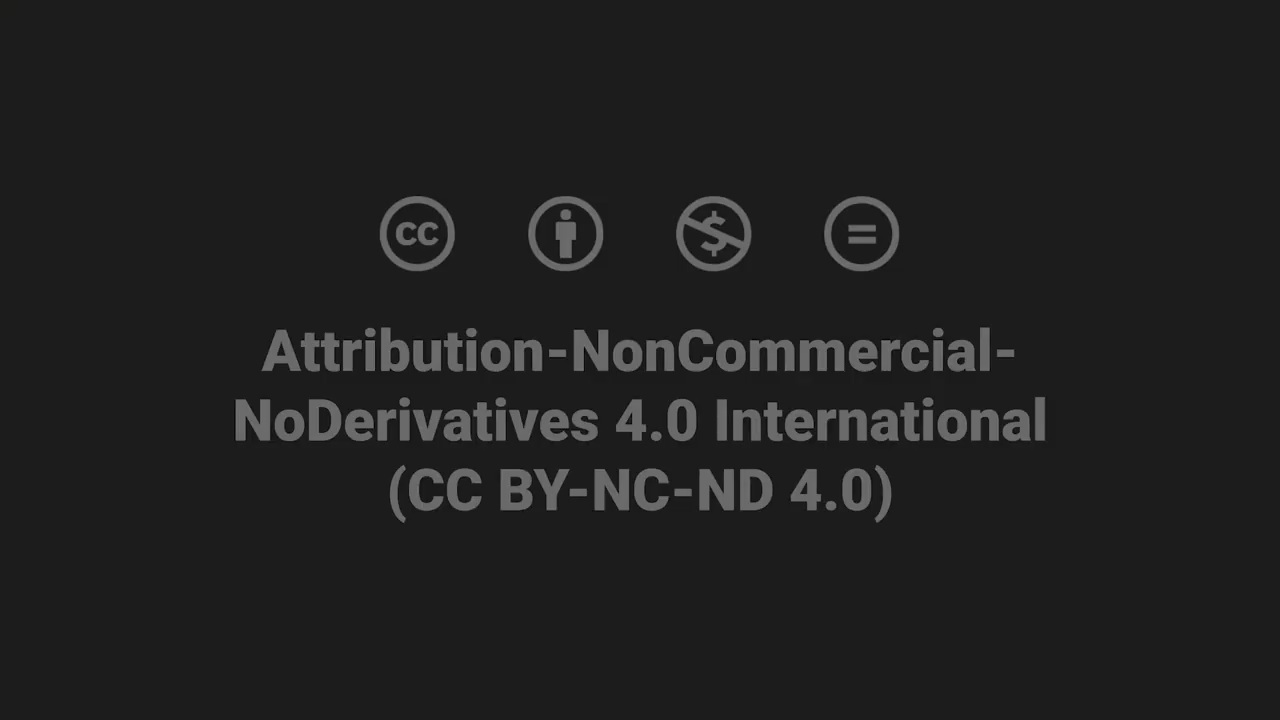 cc
Attribution-NonCommercial-
NoDerivatives 4.0 International
(CC BY-NC-ND 4.0)